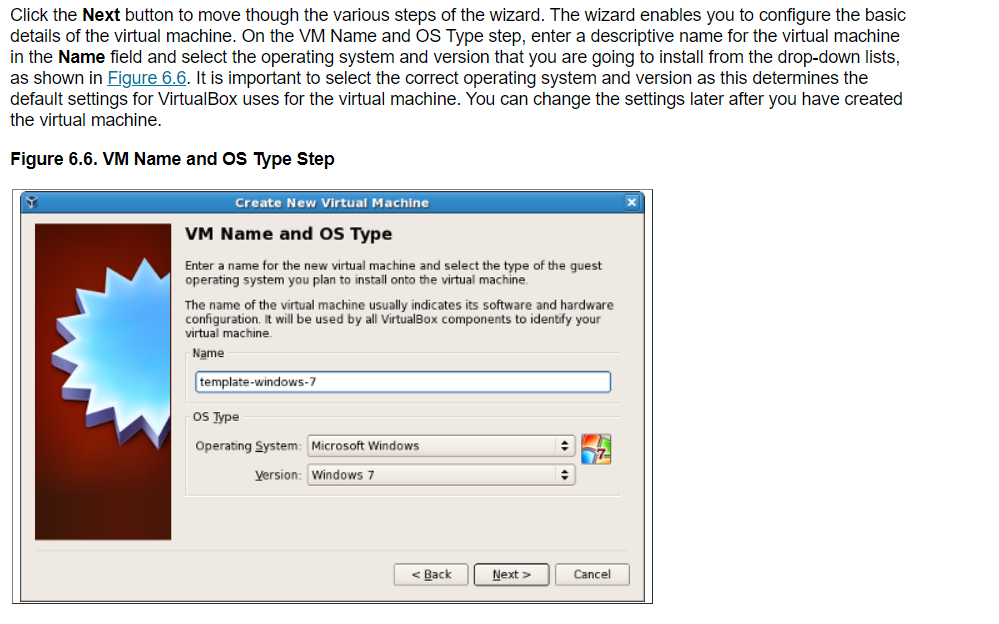 Click the Next button to move though the various steps of the wizard. The wizard enables you to configure the basic
details of the virtual machine. On the VM Name and OS Type step, enter a descriptive name for the virtual machine
in the Name field and select the operating system and version that you are going to install from the drop-down lists,
as shown in Figure 6.6. It is important to select the correct operating system and version as this determines the
default settings for VirtualBox uses for the virtual machine. You can change the settings later after you have created
the virtual machine.
Figure 6.6. VM Name and OS Type Step
Create New Virtual Machine
VM Name and OS Type
Enter a name for the new virtual machine and select the type of the guest
operating system you plan to install onto the virtual machine.
The name of the virtual machine usually indicates its software and hardware
configuration. It will be used by all VirtualBox components to identify your
virtual machine.
Name
template-windows-7
OS Type
Operating System: Microsoft Windows
7
Version: Windows 7
< Back Next > Cancel